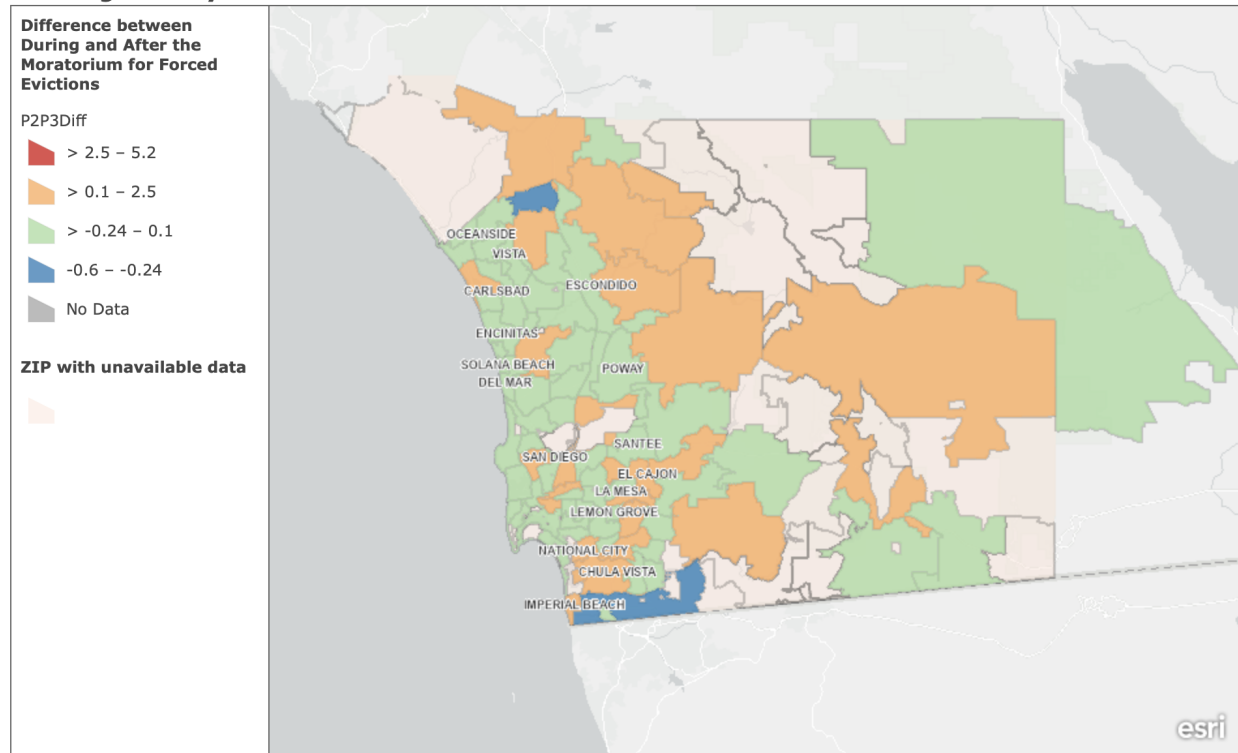 Difference between
During and After the
Moratorium for Forced
Evictions
P2P3Diff
> 2.5 – 5.2
> 0.1 – 2.5
> -0.24 – 0.1
-0.6 – -0.24
No Data
ZIP with unavailable data
OCEANSIDE
VISTA
CARLSBAD
ESCONDIDO
ENCINITAS
SOLANA BEACH
DEL MAR
POWAY
SANTEE
SAN DIEGO
EL CAJON
LA MESA
LEMON GROVE
NATIONAL CITY
CHULA VISTA
IMPERIAL BEACH
esri